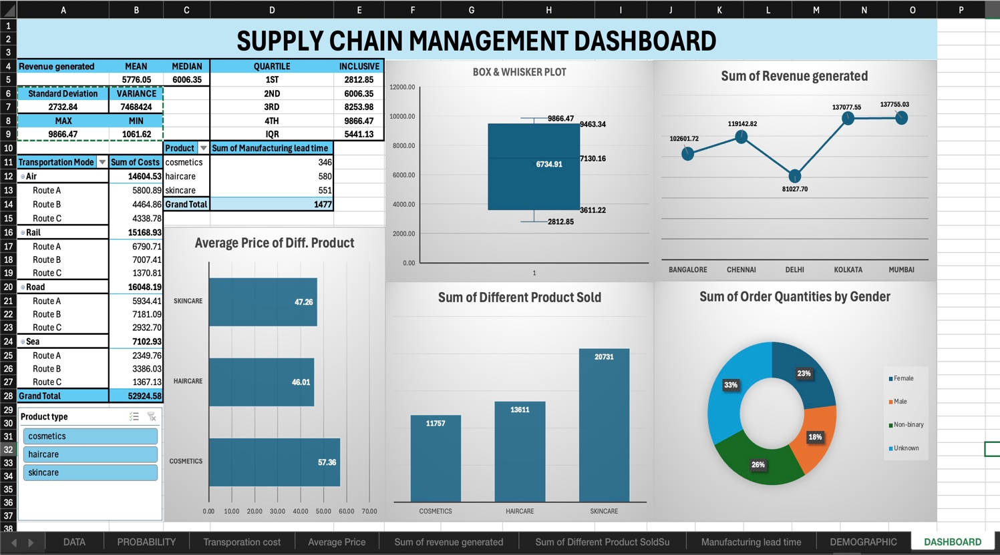 A B C D E F G H I J K L M N O P
1
2
3
SUPPLY CHAIN MANAGEMENT DASHBOARD
4 Revenue generated MEAN MEDIAN QUARTILE INCLUSIVE
5 5776.05 6006.35 1ST 2812.85
6 Standard Deviation VARIANCE 2ND 6006.35
7 2732.84 7468424 3RD 8253.98
8 MAX MIN 4TH 9866.47
9 9866.47 1061.62 IQR 5441.13
10 Product Sum of Manufacturing lead time
11 Transportation Mode Sum of Costs cosmetics 346
12 Air 14604.53 haircare 580
13 Route A 5800.89 skincare 551
14 Route B 4464.86 Grand Total 1477
15 Route C 4338.78
16 Rail 15168.93
17 Route A 6790.71
18 Route B 7007.41
19 Route C 1370.81
20 Road 16048.19
21 Route A 5934.41
22 Route B 7181.09
23 Route C 2932.70
24 Sea 7102.93
25 Route A 2349.76
26 Route B 3386.03
27 Route C 1367.13
28 Grand Total 52924.58
29
30
31
32
33
34
35
36
37
38
Product type
cosmetics
haircare
skincare
Average Price of Diff. Product
SKINCARE 47.26
HAIRCARE 46.01
COSMETICS 57.36
0.00 10.00 20.00 30.00 40.00 50.00 60.00 70.00
BOX & WHISKER PLOT
12000.00
10000.00
8000.00
6000.00
4000.00
2000.00
0.00
9866.47
9463.34
7130.16
6734.91
3611.22
2812.85
1
Sum of Revenue generated
102601.72
119142.82
81027.70
137077.55
137755.03
BANGALORE CHENNAI DELHI KOLKATA MUMBAI
Sum of Different Product Sold
11757
13611
20731
COSMETICS HAIRCARE SKINCARE
Sum of Order Quantities by Gender
23%
18%
26%
33%
Female
Male
Non-binary
Unknown
DATA PROBABILITY Transporation cost Average Price Sum of revenue generated Sum of Different Product SoldSu Manufacturing lead time DEMOGRAPHIC DASHBOARD